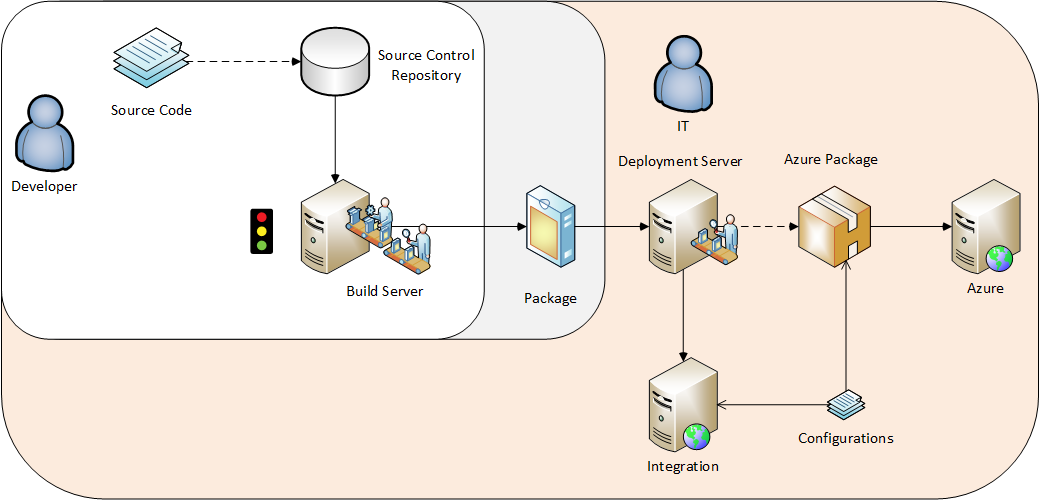 Source Control
Repository
Source Code
IT
Developer
Deployment Server
Azure Package
Build Server
Package
Azure
Configurations
Integration